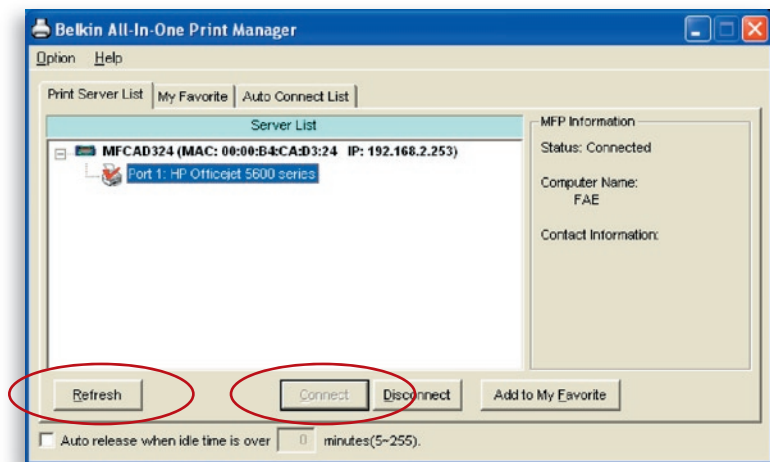 Belkin All-In-One Print Manager
Option Help
Print Server List My Favorite Auto Connect List
Server List
MFCAD324 (MAC: 00:00:B4:CA:D3:24 IP: 192.168.2.253)
Port 1: HP Officejet 5600 series
MFP Information
Status: Connected
Computer Name:
FAE
Contact Information:
Refresh Connect Disconnect Add to My Favorite
Auto release when idle time is over 0 minutes(5~255).